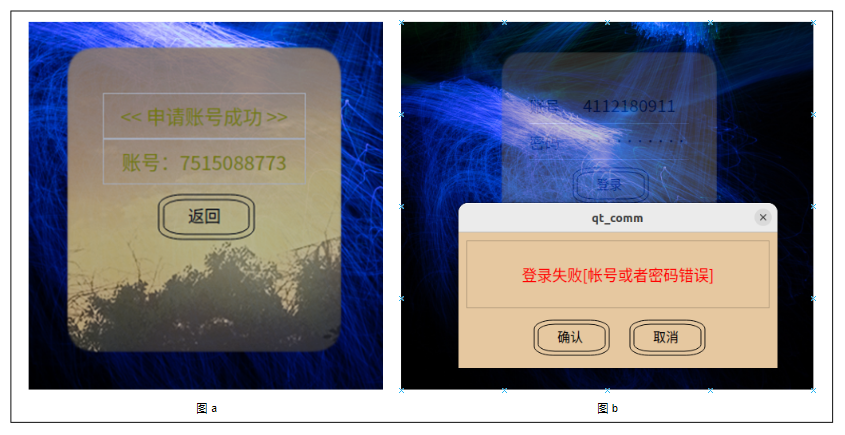 << 申请账号成功 >>
账号：7515088773
返回
图 a
账号 4112180911
密码 ············
登录
qt_comm
登录失败[帐号或者密码错误]
确认 取消
图 b